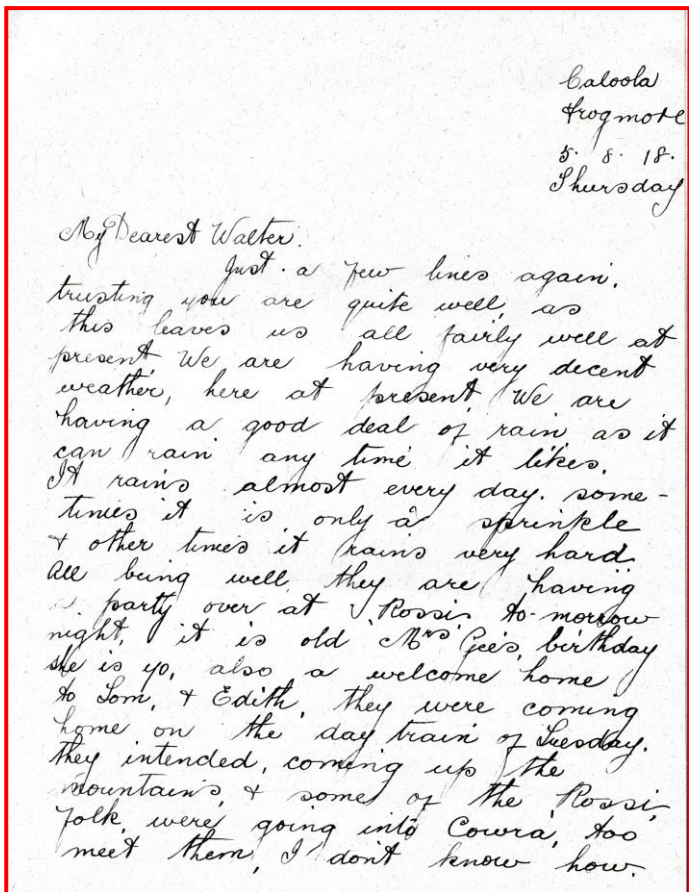 Caloola
Frogmore
5. 8. 18.
Thursday
My Dearest Walter.
Just a few lines again,
trusting you are quite well, as
this leaves us all fairly well at
present, We are having very decent
weather, here at present, We are
having a good deal of rain as it
can rain any time it likes.
It rains almost every day. some-
times it is only a sprinkle
& other times it rains very hard.
All being well, they are having
party over at Rossi, to-morrow
night, it is old Mrs Gee's, birthday
she is 70, also a welcome home
to Tom, & Edith, they were coming
home on the day train of Tuesday.
they intended, coming up the
mountains, & some of the Rossi,
folk, were going into Cowra, too
meet them, I don't know how.